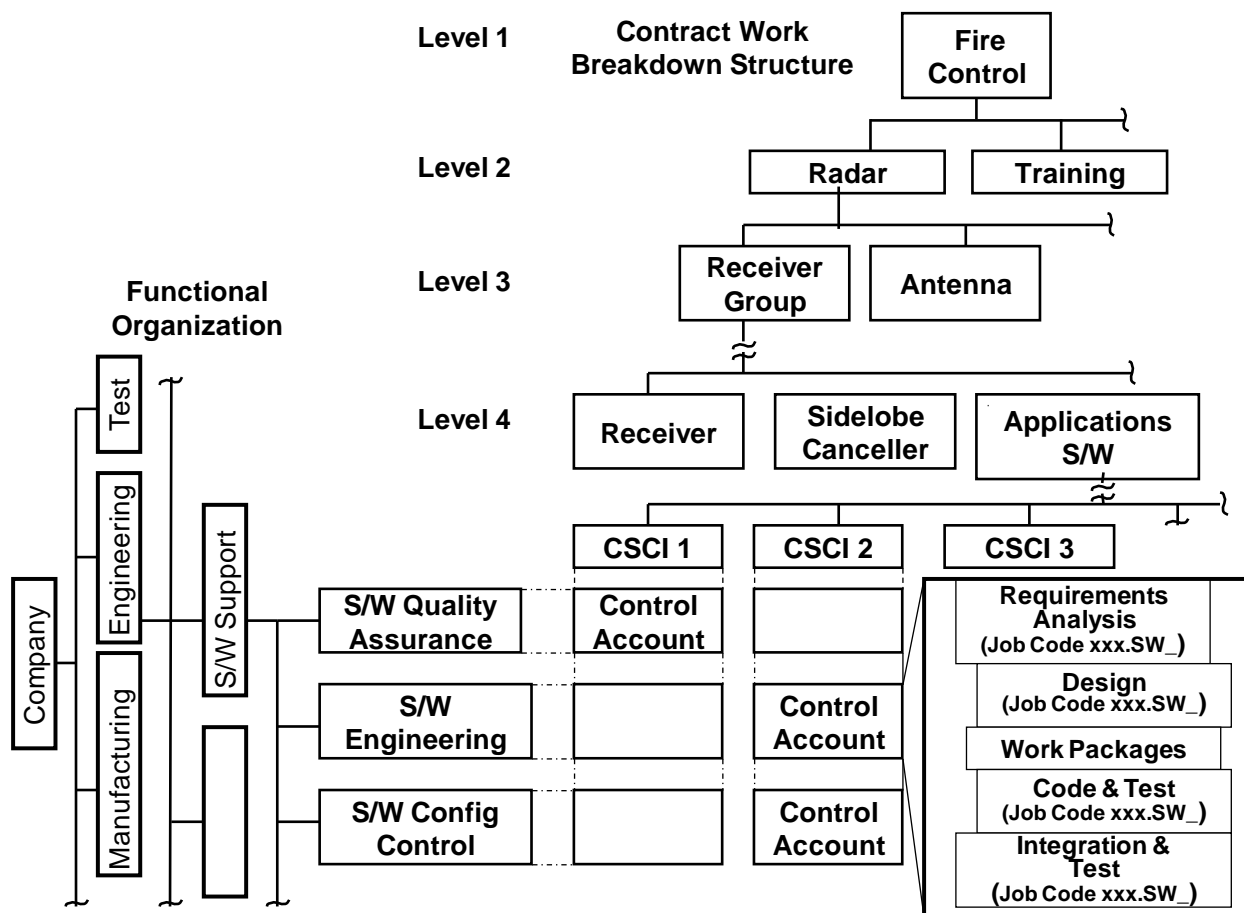 Level 1
Contract Work
Breakdown Structure
Fire
Control
Level 2
Radar
Training
Level 3
Receiver
Group
Antenna
Functional
Organization
Level 4
Receiver
Sidelobe
Canceller
Applications
S/W
Company
Test
Engineering
Manufacturing
S/W Support
CSCI 1
CSCI 2
CSCI 3
S/W Quality
Assurance
Control
Account
S/W
Engineering
Control
Account
S/W Config
Control
Control
Account
Requirements
Analysis
(Job Code xxx.SW_)
Design
(Job Code xxx.SW_)
Work Packages
Code & Test
(Job Code xxx.SW_)
Integration &
Test
(Job Code xxx.SW_)